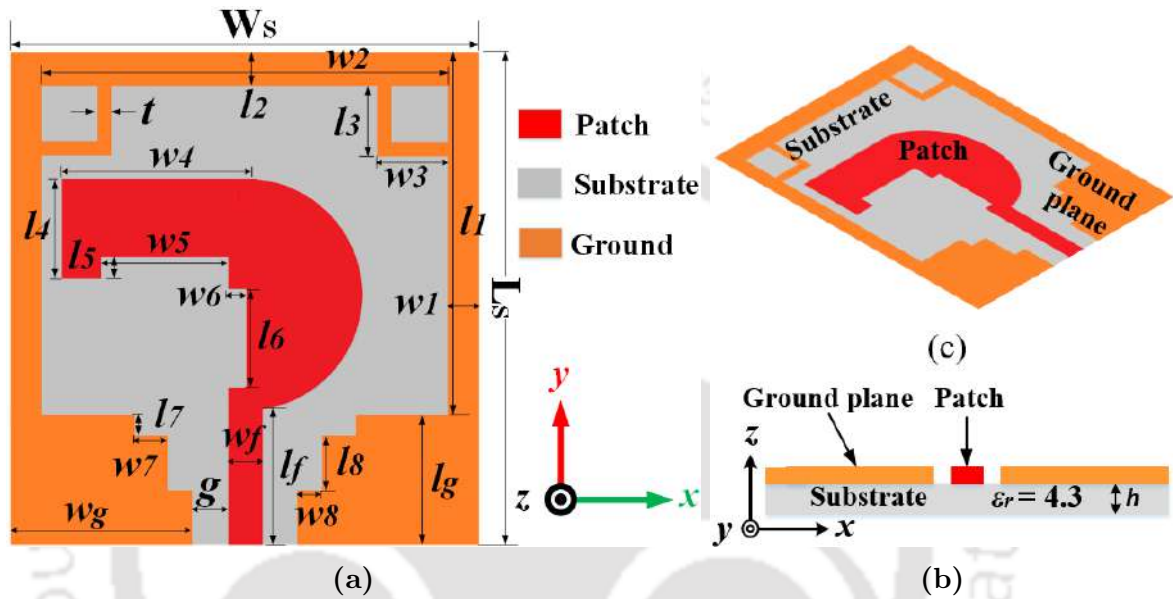 Ws
w2
l2
t
l3
w3
w4
l4
l5
w5
w6
l6
w1
l1
Ls
l7
w7
wf
lf
l8
lg
g
w8
wg
Patch
Substrate
Ground
y
z
x
(a)
Substrate
Patch
Ground
plane
(c)
Ground plane
Patch
z
Substrate
εr = 4.3
h
y
x
(b)